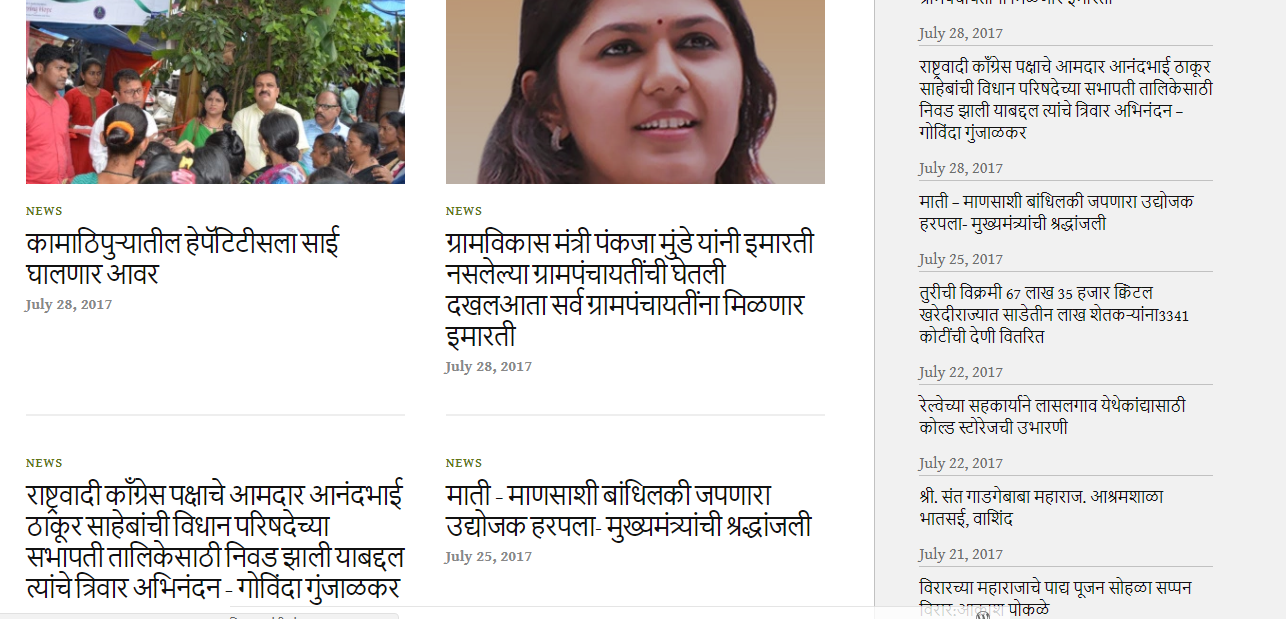 NEWS
कामाठिपुऱ्यातील हेपॅटिटीसला साई
घालणार आवर
July 28, 2017
NEWS
ग्रामविकास मंत्री पंकजा मुंडे यांनी इमारती
नसलेल्या ग्रामपंचायतींची घेतली
दखलआता सर्व ग्रामपंचायतींना मिळणार
इमारती
July 28, 2017
NEWS
राष्ट्रवादी काँग्रेस पक्षाचे आमदार आनंदभाई
ठाकूर साहेबांची विधान परिषदेच्या
सभापती तालिकेसाठी निवड झाली याबद्दल
त्यांचे त्रिवार अभिनंदन – गोविंदा गुंजाळकर
NEWS
माती – माणसाशी बांधिलकी जपणारा
उद्योजक हरपला- मुख्यमंत्र्यांची श्रद्धांजली
July 25, 2017
July 28, 2017
राष्ट्रवादी काँग्रेस पक्षाचे आमदार आनंदभाई ठाकूर
साहेबांची विधान परिषदेच्या सभापती तालिकेसाठी
निवड झाली याबद्दल त्यांचे त्रिवार अभिनंदन –
गोविंदा गुंजाळकर
July 28, 2017
माती – माणसाशी बांधिलकी जपणारा उद्योजक
हरपला- मुख्यमंत्र्यांची श्रद्धांजली
July 25, 2017
तुरीची विक्रमी 67 लाख 35 हजार क्विंटल
खरेदीराज्यात साडेतीन लाख शेतकऱ्यांना3341
कोटींची देणी वितरित
July 22, 2017
रेल्वेच्या सहकार्याने लासलगाव येथेकांद्यासाठी
कोल्ड स्टोरेजची उभारणी
July 22, 2017
श्री. संत गाडगेबाबा महाराज. आश्रमशाळा
भातसई, वाशिंद
July 21, 2017
विरारच्या महाराजाचे पाद्य पूजन सोहळा सप्पन
विरार:आकाश पोकळे